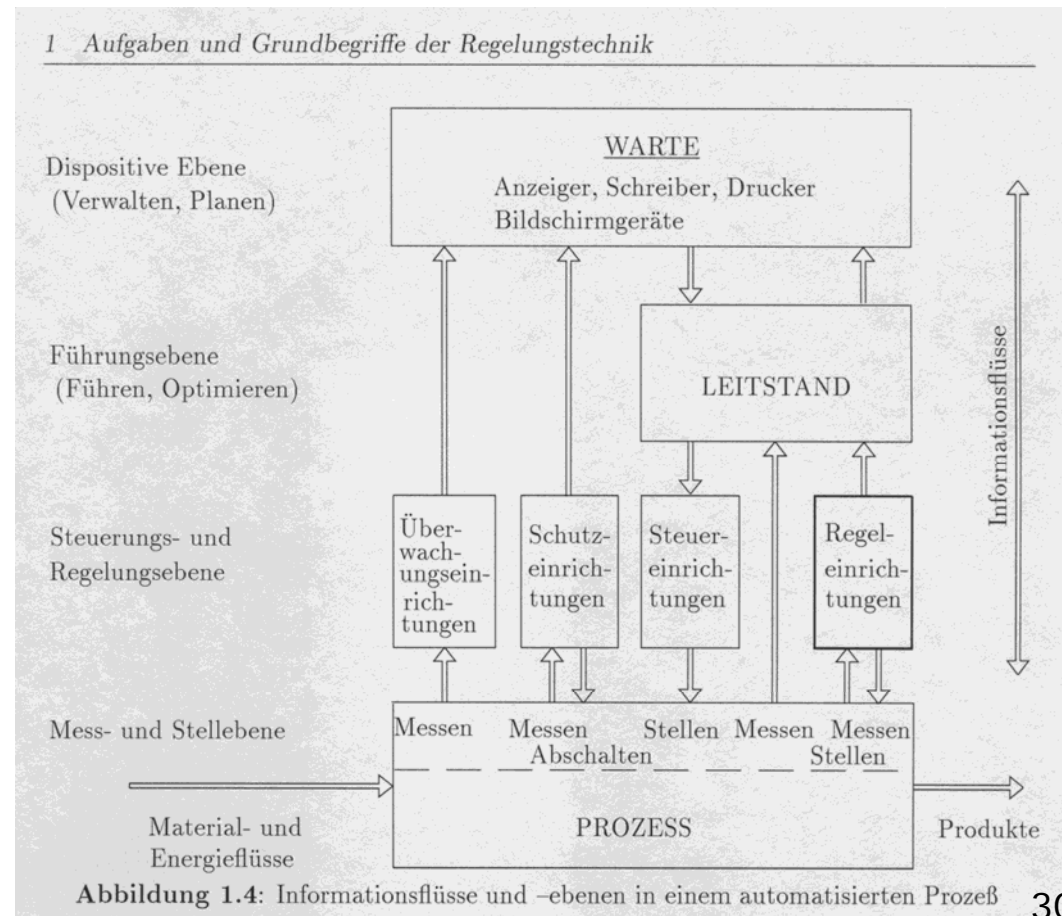 1 Aufgaben und Grundbegriffe der Regelungstechnik
Dispositive Ebene
(Verwalten, Planen)
WARTE
Anzeiger, Schreiber, Drucker
Bildschirmgeräte
Führungsebene
(Führen, Optimieren)
LEITSTAND
Informationsflüsse
Steuerungs- und
Regelungsebene
Über-
wach-
ungsein-
rich-
tungen
Schutz-
einrich-
tungen
Steuer-
einrich-
tungen
Regel-
einrich-
tungen
Mess- und Stellebene
Messen Messen Stellen Messen Messen
Abschalten Stellen
Material- und
Energieflüsse
PROZESS
Produkte
Abbildung 1.4: Informationsflüsse und –ebenen in einem automatisierten Prozeß
30